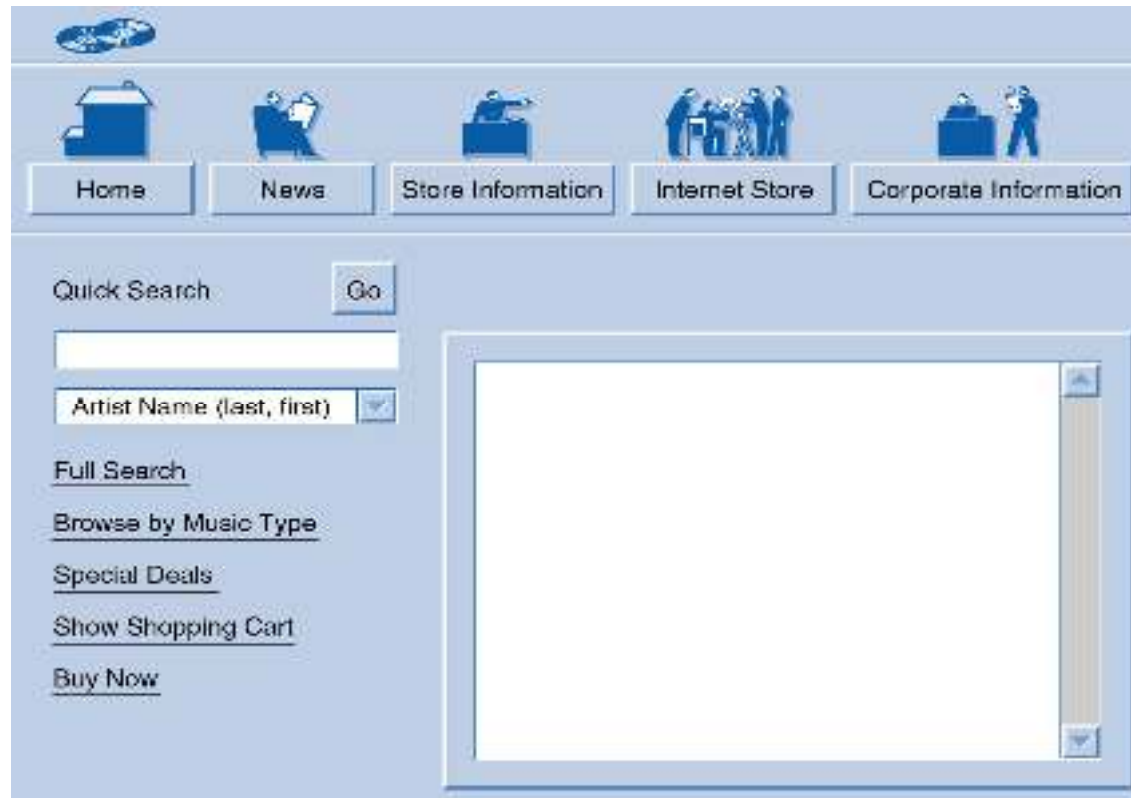 Home
News
Store Information
Internet Store
Corporate Information
Quick Search
Go
Artist Name (last, first)
Full Search
Browse by Music Type
Special Deals
Show Shopping Cart
Buy Now